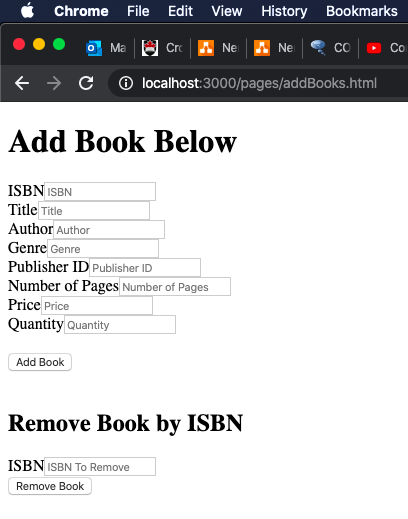 Chrome File Edit View History Bookmarks
Ma Cro Ne Ne CO Co
localhost:3000/pages/addBooks.html
Add Book Below
ISBN ISBN
Title Title
Author Author
Genre Genre
Publisher ID Publisher ID
Number of Pages Number of Pages
Price Price
Quantity Quantity
Add Book
Remove Book by ISBN
ISBN ISBN To Remove
Remove Book